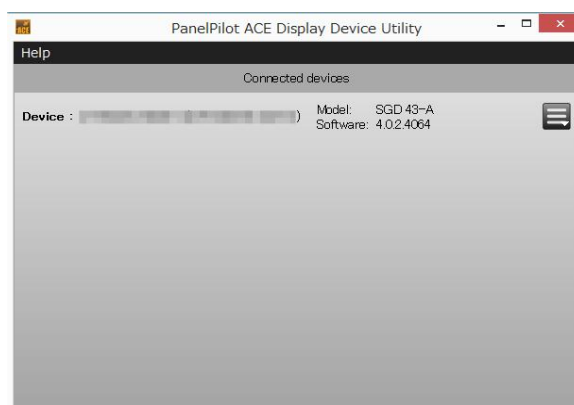 PanelPilot ACE Display Device Utility
Help
Connected devices
Device : ) Model: SGD 43-A
Software: 4.0.2.4064